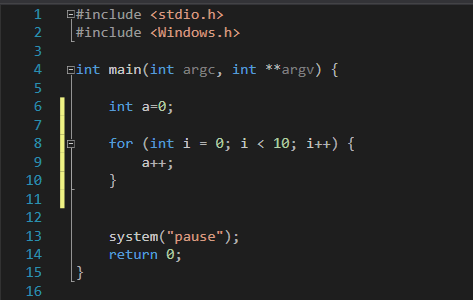 1 #include <stdio.h>
2 #include <Windows.h>
3
4 int main(int argc, int **argv) {
5
6     int a=0;
7
8     for (int i = 0; i < 10; i++) {
9         a++;
10     }
11
12
13     system("pause");
14     return 0;
15 }
16